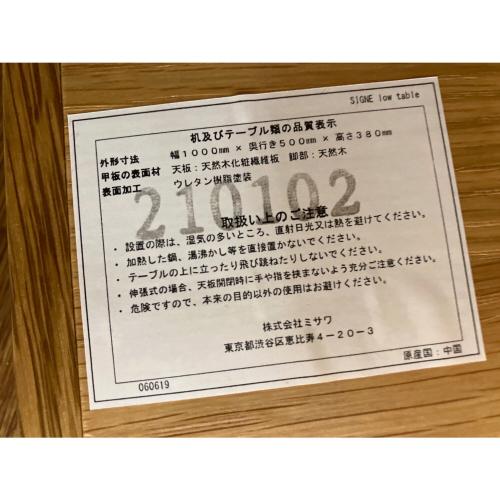 SIGNE low table
机及びテーブル類の品質表示
外形寸法 幅1000mm × 奥行き500mm × 高さ380mm
甲板の表面材 天板：天然木化粧繊維板 脚部：天然木
表面加工 ウレタン樹脂塗装
210102
取扱い上のご注意
・設置の際は、湿気の多いところ、直射日光又は熱を避けてください。
・加熱した鍋、湯沸かし等を直接置かないでください。
・テーブルの上に立ったり飛び跳ねたりしないでください。
・伸張式の場合、天板開閉時に手や指を挟まないよう充分ご注意ください。
・危険ですので、本来の目的以外の使用はお避けください。
株式会社ミサワ
東京都渋谷区恵比寿4-20-3
060619
原産国：中国